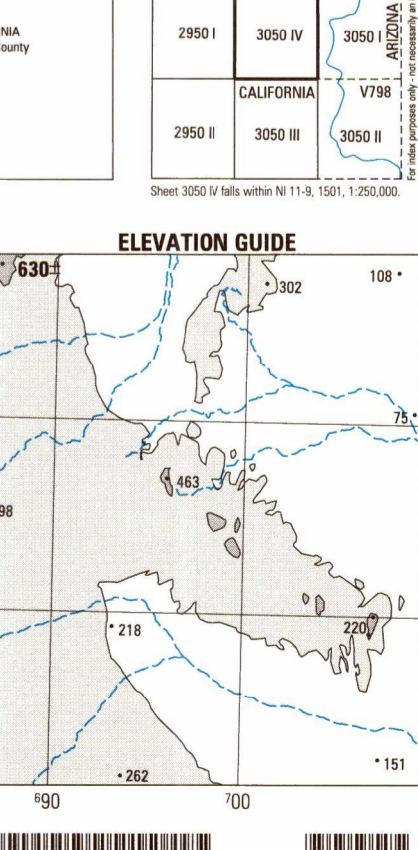 NIA
ounty
2950 I
3050 IV
3050 I
ARIZONA
CALIFORNIA
V798
2950 II
3050 III
3050 II
For index purposes only - not necessarily an
Sheet 3050 IV falls within NI 11-9, 1501, 1:250,000.
ELEVATION GUIDE
630±
302
108
75
463
98
218
220
151
262
⁶90
700